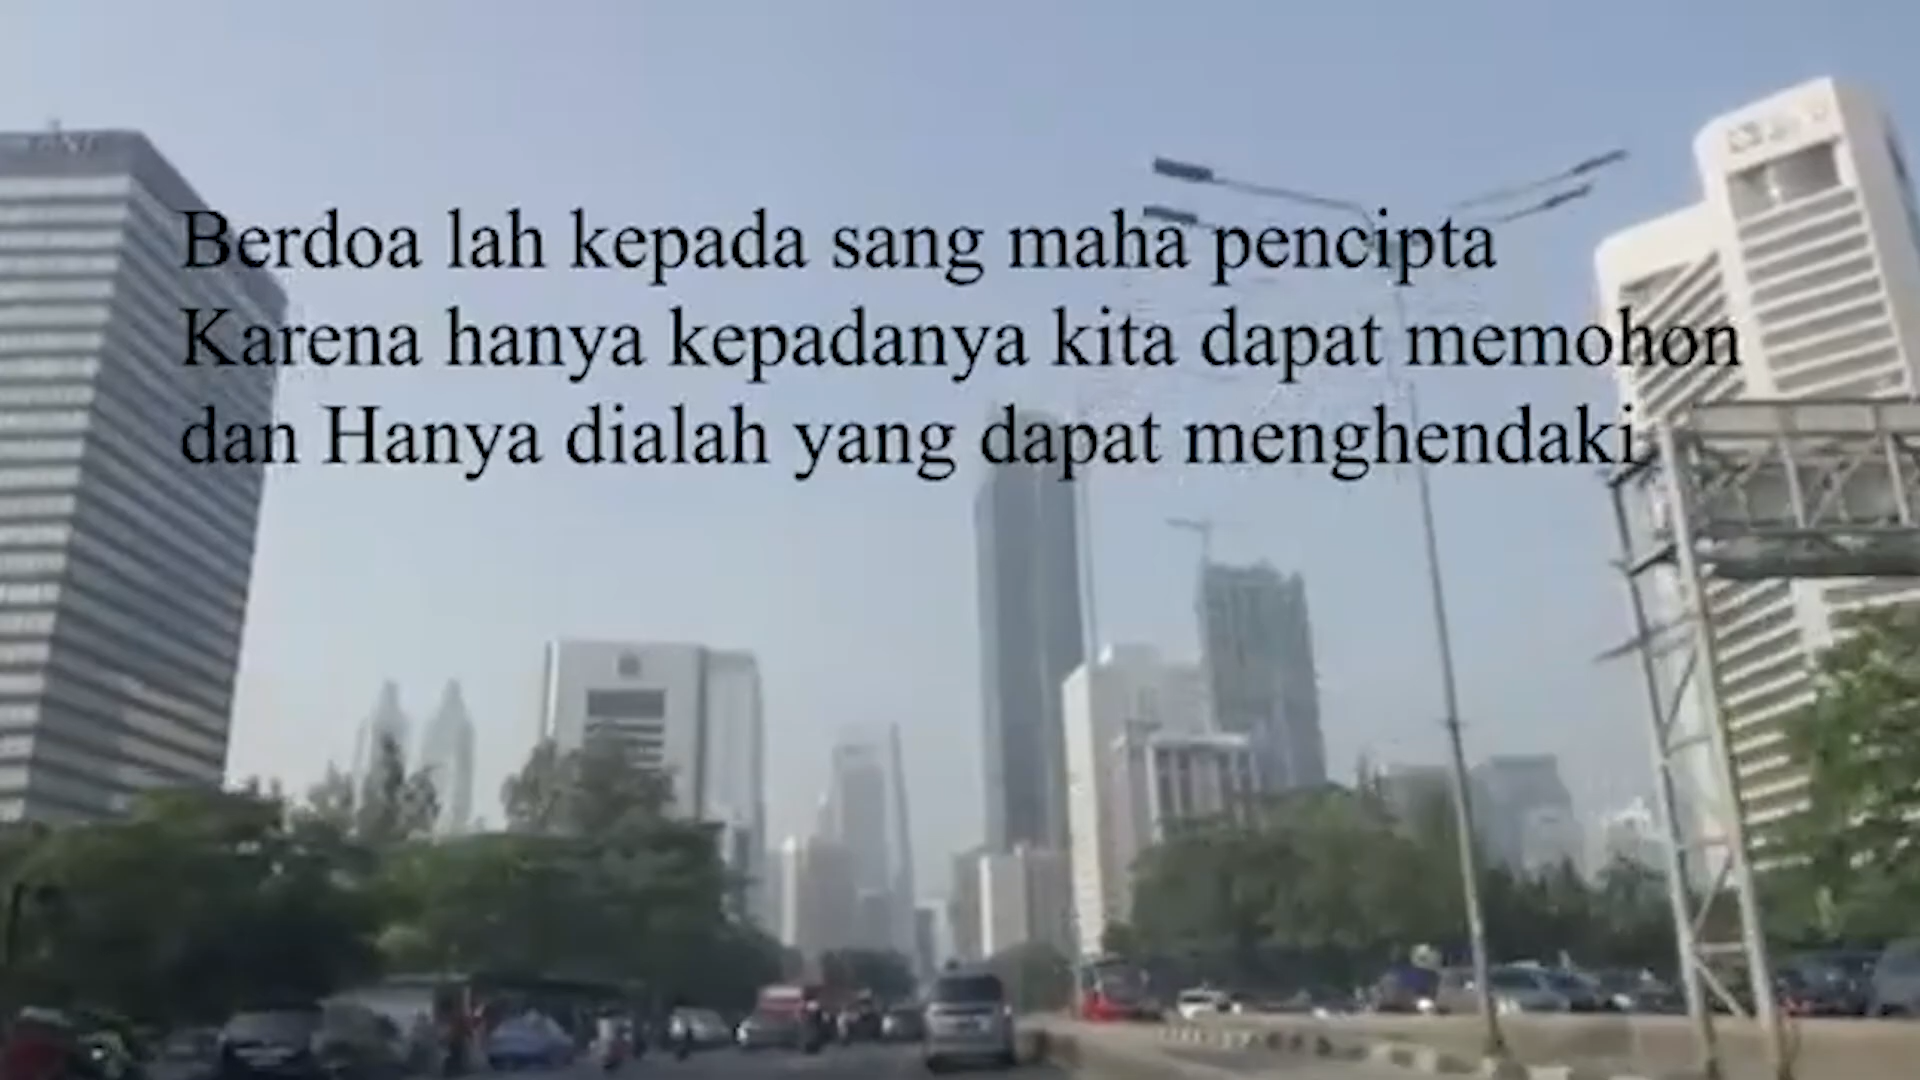 Berdoa lah kepada sang maha pencipta
Karena hanya kepadanya kita dapat memohon
dan Hanya dialah yang dapat menghendaki